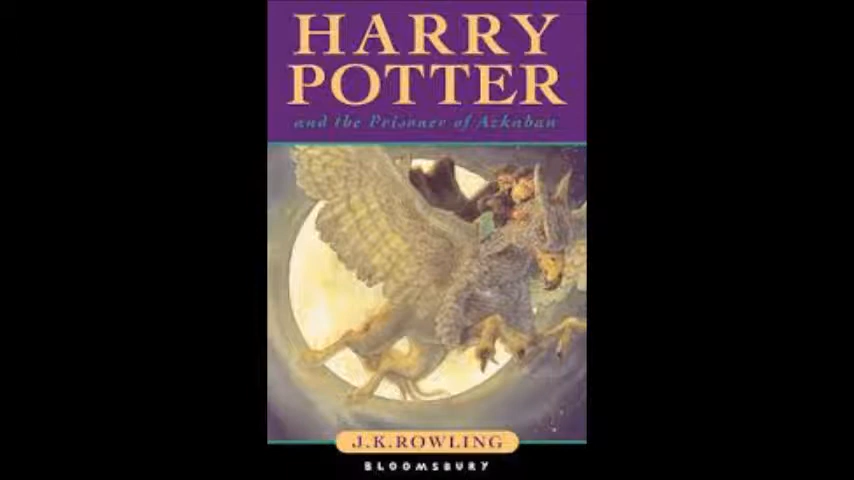 HARRY
POTTER
and the Prisoner of Azkaban
J.K.ROWLING
BLOOMSBURY